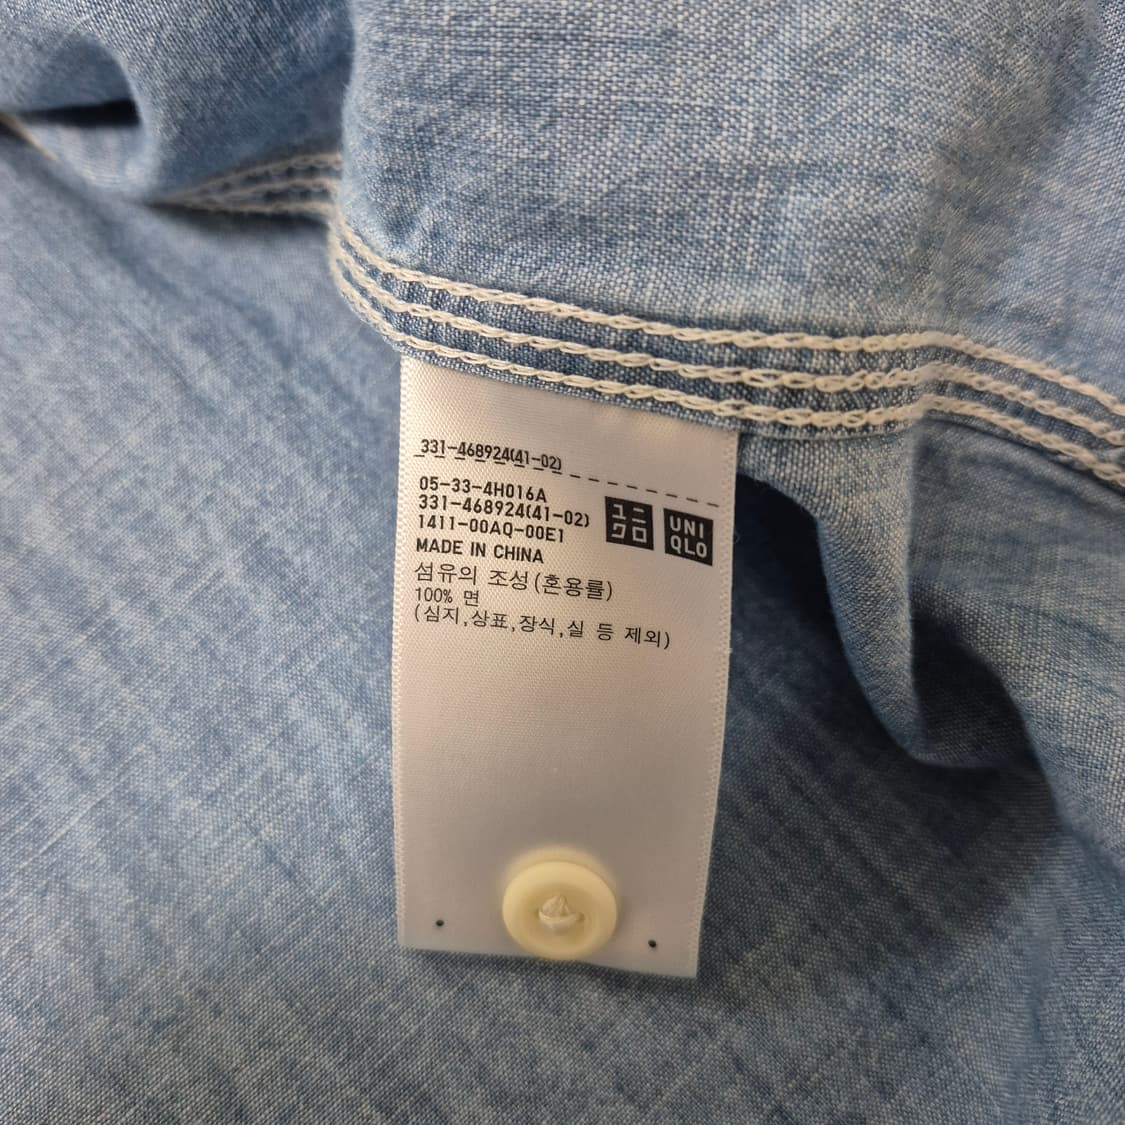 331-468924(41-02)
05-33-4H016A
331-468924(41-02)
1411-00AQ-00E1
MADE IN CHINA
섬유의 조성(혼용률)
100% 면
(심지,상표,장식,실 등 제외)
ユニ
クロ
UNI
QLO